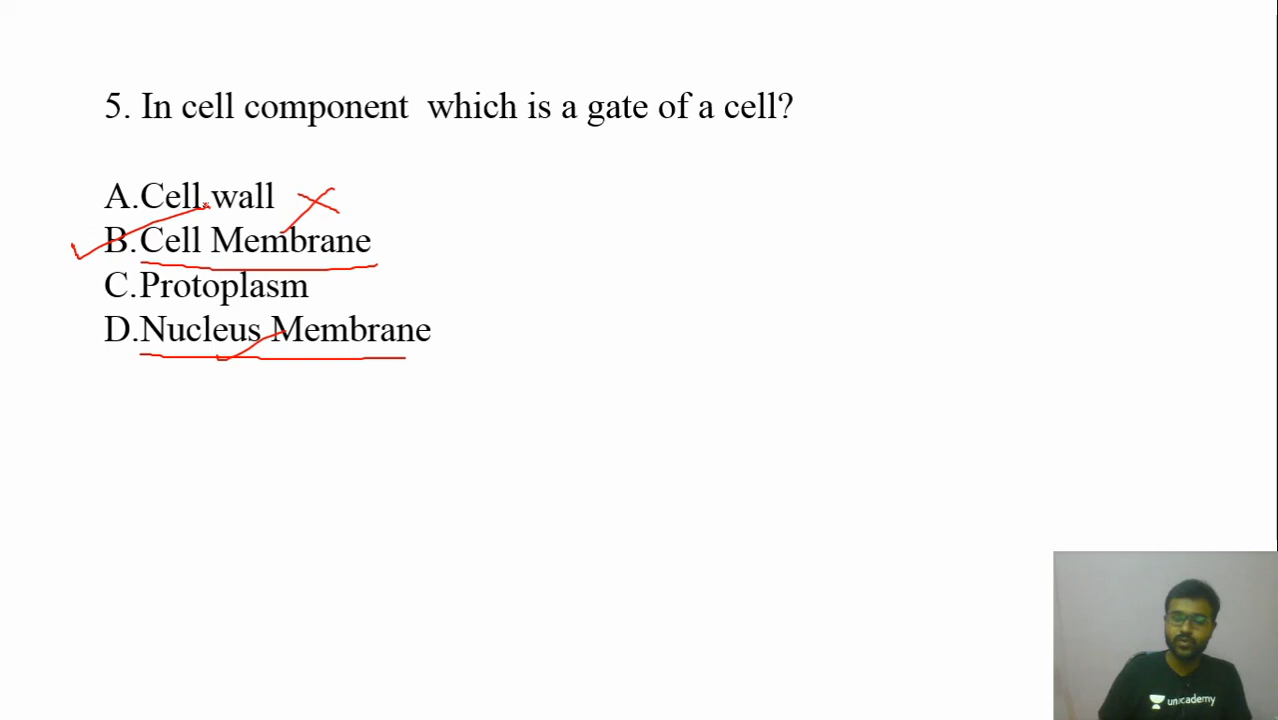 5. In cell component  which is a gate of a cell?
A.Cell wall
B.Cell Membrane
C.Protoplasm
D.Nucleus Membrane
unacademy